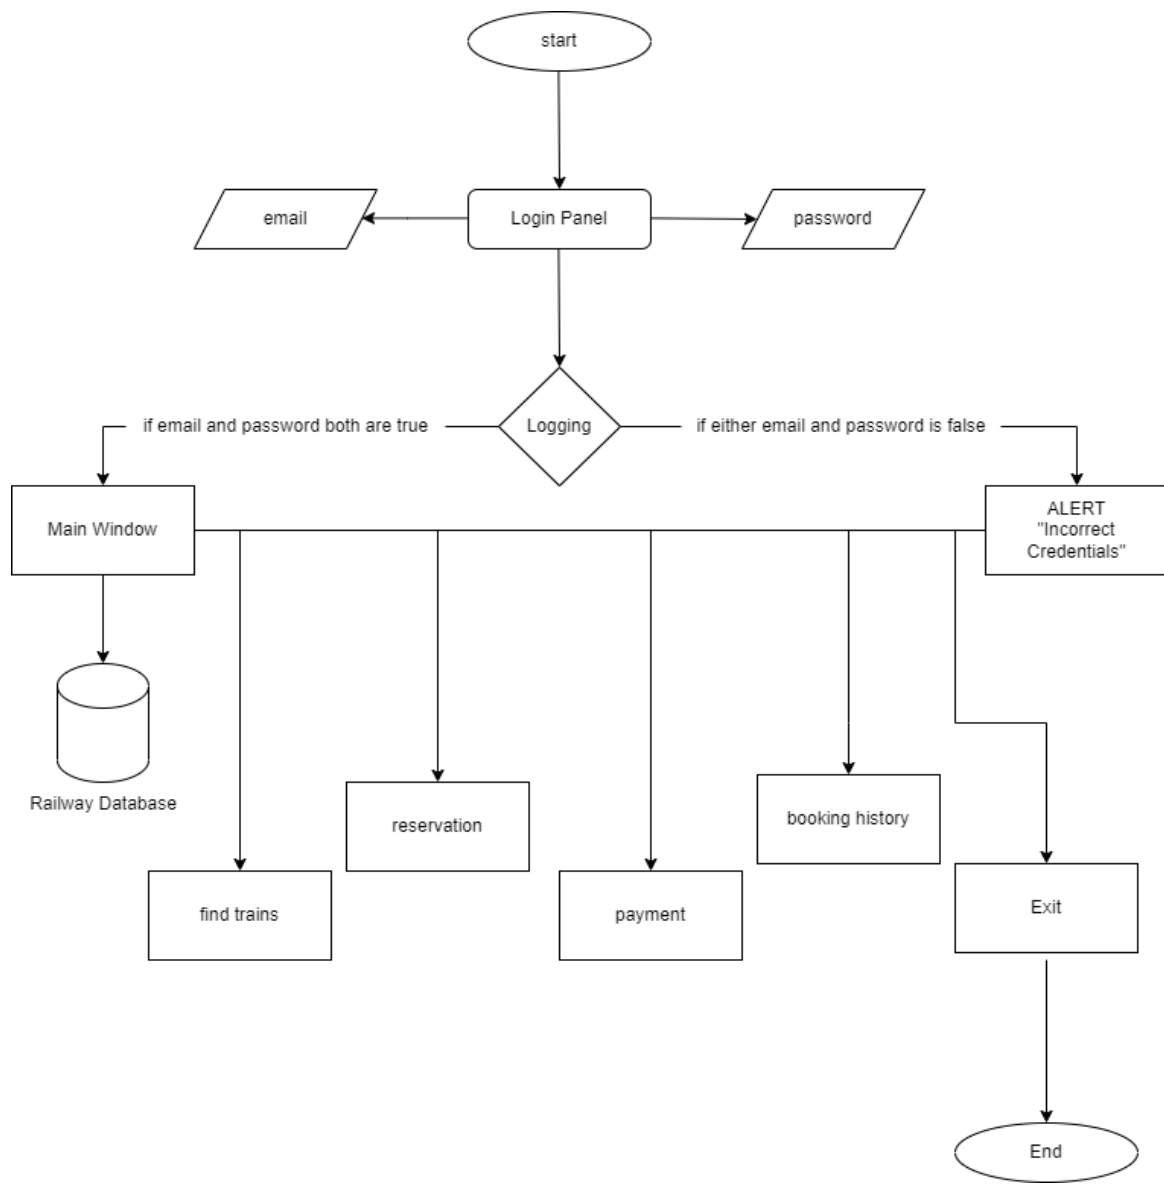 start
email
Login Panel
password
if email and password both are true
Logging
if either email and password is false
Main Window
ALERT
"Incorrect
Credentials"
Railway Database
reservation
booking history
find trains
payment
Exit
End